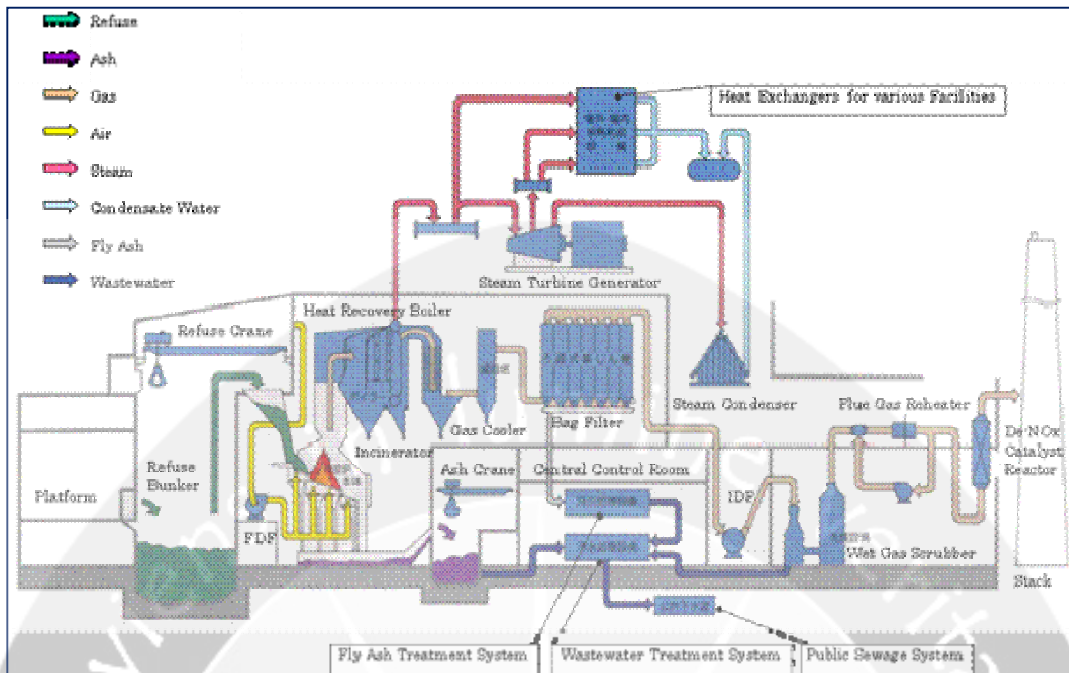 Refuse
Ash
Gas
Air
Steam
Condensate Water
Fly Ash
Wastewater
Heat Exchangers for various Facilities
Steam Turbine Generator
Heat Recovery Boiler
Refuse Crane
Steam Condenser
Flue Gas Reheater
Gas Cooler
Bag Filter
De'NOx
Catalyst
Reactor
Incinerator
Ash Crane
Central Control Room
Refuse
Bunker
Platform
IDF
FDF
Wet Gas Scrubber
Stack
Fly Ash Treatment System
Wastewater Treatment System
Public Sewage System